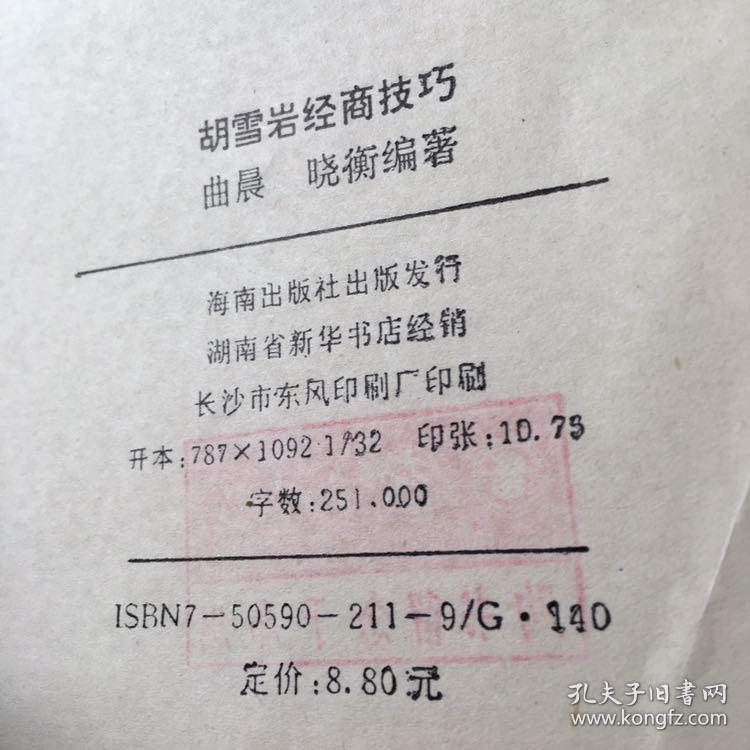 胡雪岩经商技巧
曲晨 晓衡编著
海南出版社出版发行
湖南省新华书店经销
长沙市东风印刷厂印刷
开本:787×1092 1/32 印张:10.75
字数:251.000
ISBN7-50590-211-9/G·140
定价:8.80元
孔夫子旧书网
www.kongfz.com